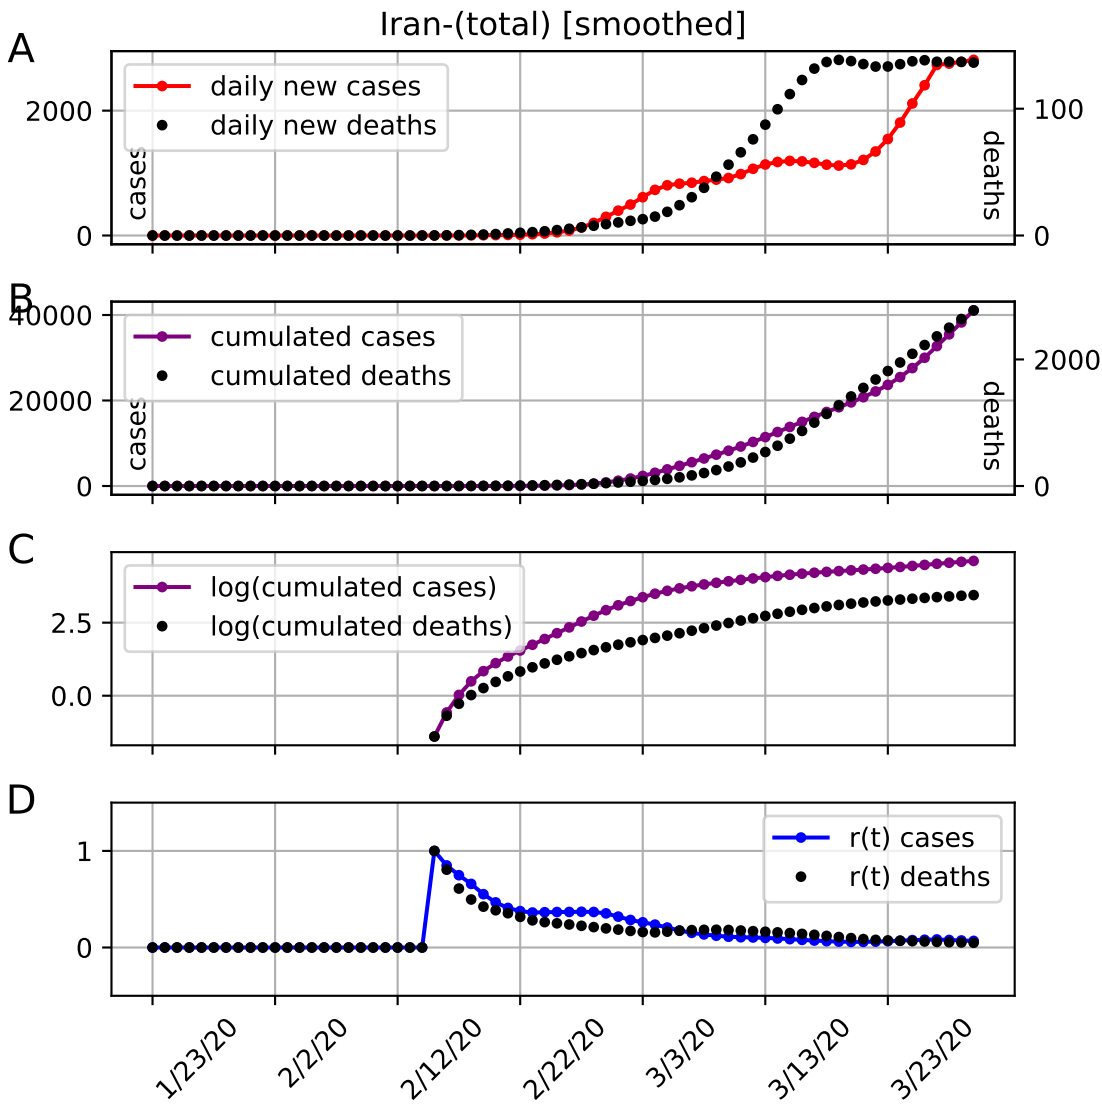 Iran-(total) [smoothed]
A
daily new cases
daily new deaths
2000
0
cases
100
0
deaths
B
cumulated cases
cumulated deaths
40000
20000
0
cases
2000
0
deaths
C
log(cumulated cases)
log(cumulated deaths)
2.5
0.0
D
r(t) cases
r(t) deaths
1
0
1/23/20
2/2/20
2/12/20
2/22/20
3/3/20
3/13/20
3/23/20